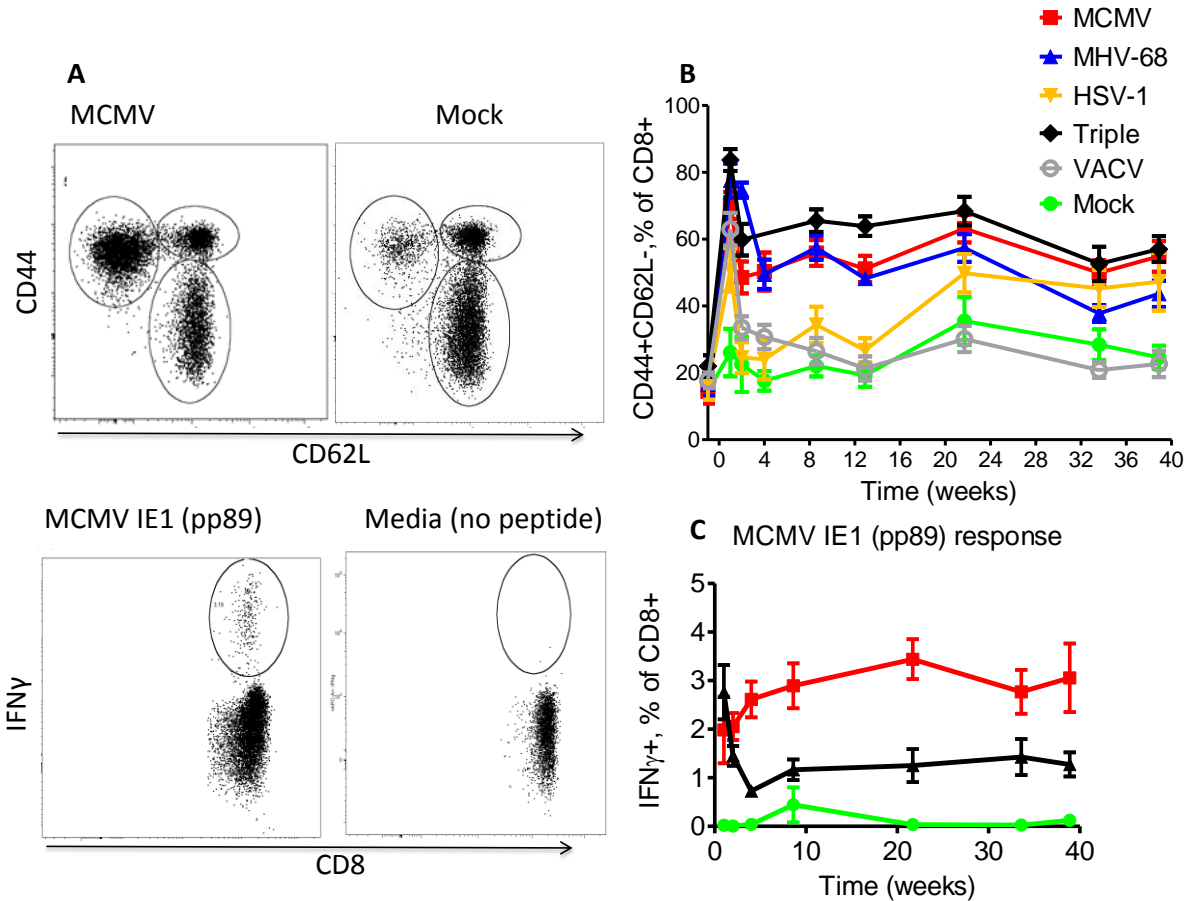 A
MCMV
Mock
CD44
CD62L
B
MCMV
MHV-68
HSV-1
Triple
VACV
Mock
CD44+CD62L-,% of CD8+
100
80
60
40
20
0
0 4 8 12 16 20 24 28 32 36 40
Time (weeks)
MCMV IE1 (pp89)
Media (no peptide)
3.19
IFNγ
CD8
C MCMV IE1 (pp89) response
IFNγ+, % of CD8+
5
4
3
2
1
0
0 10 20 30 40
Time (weeks)